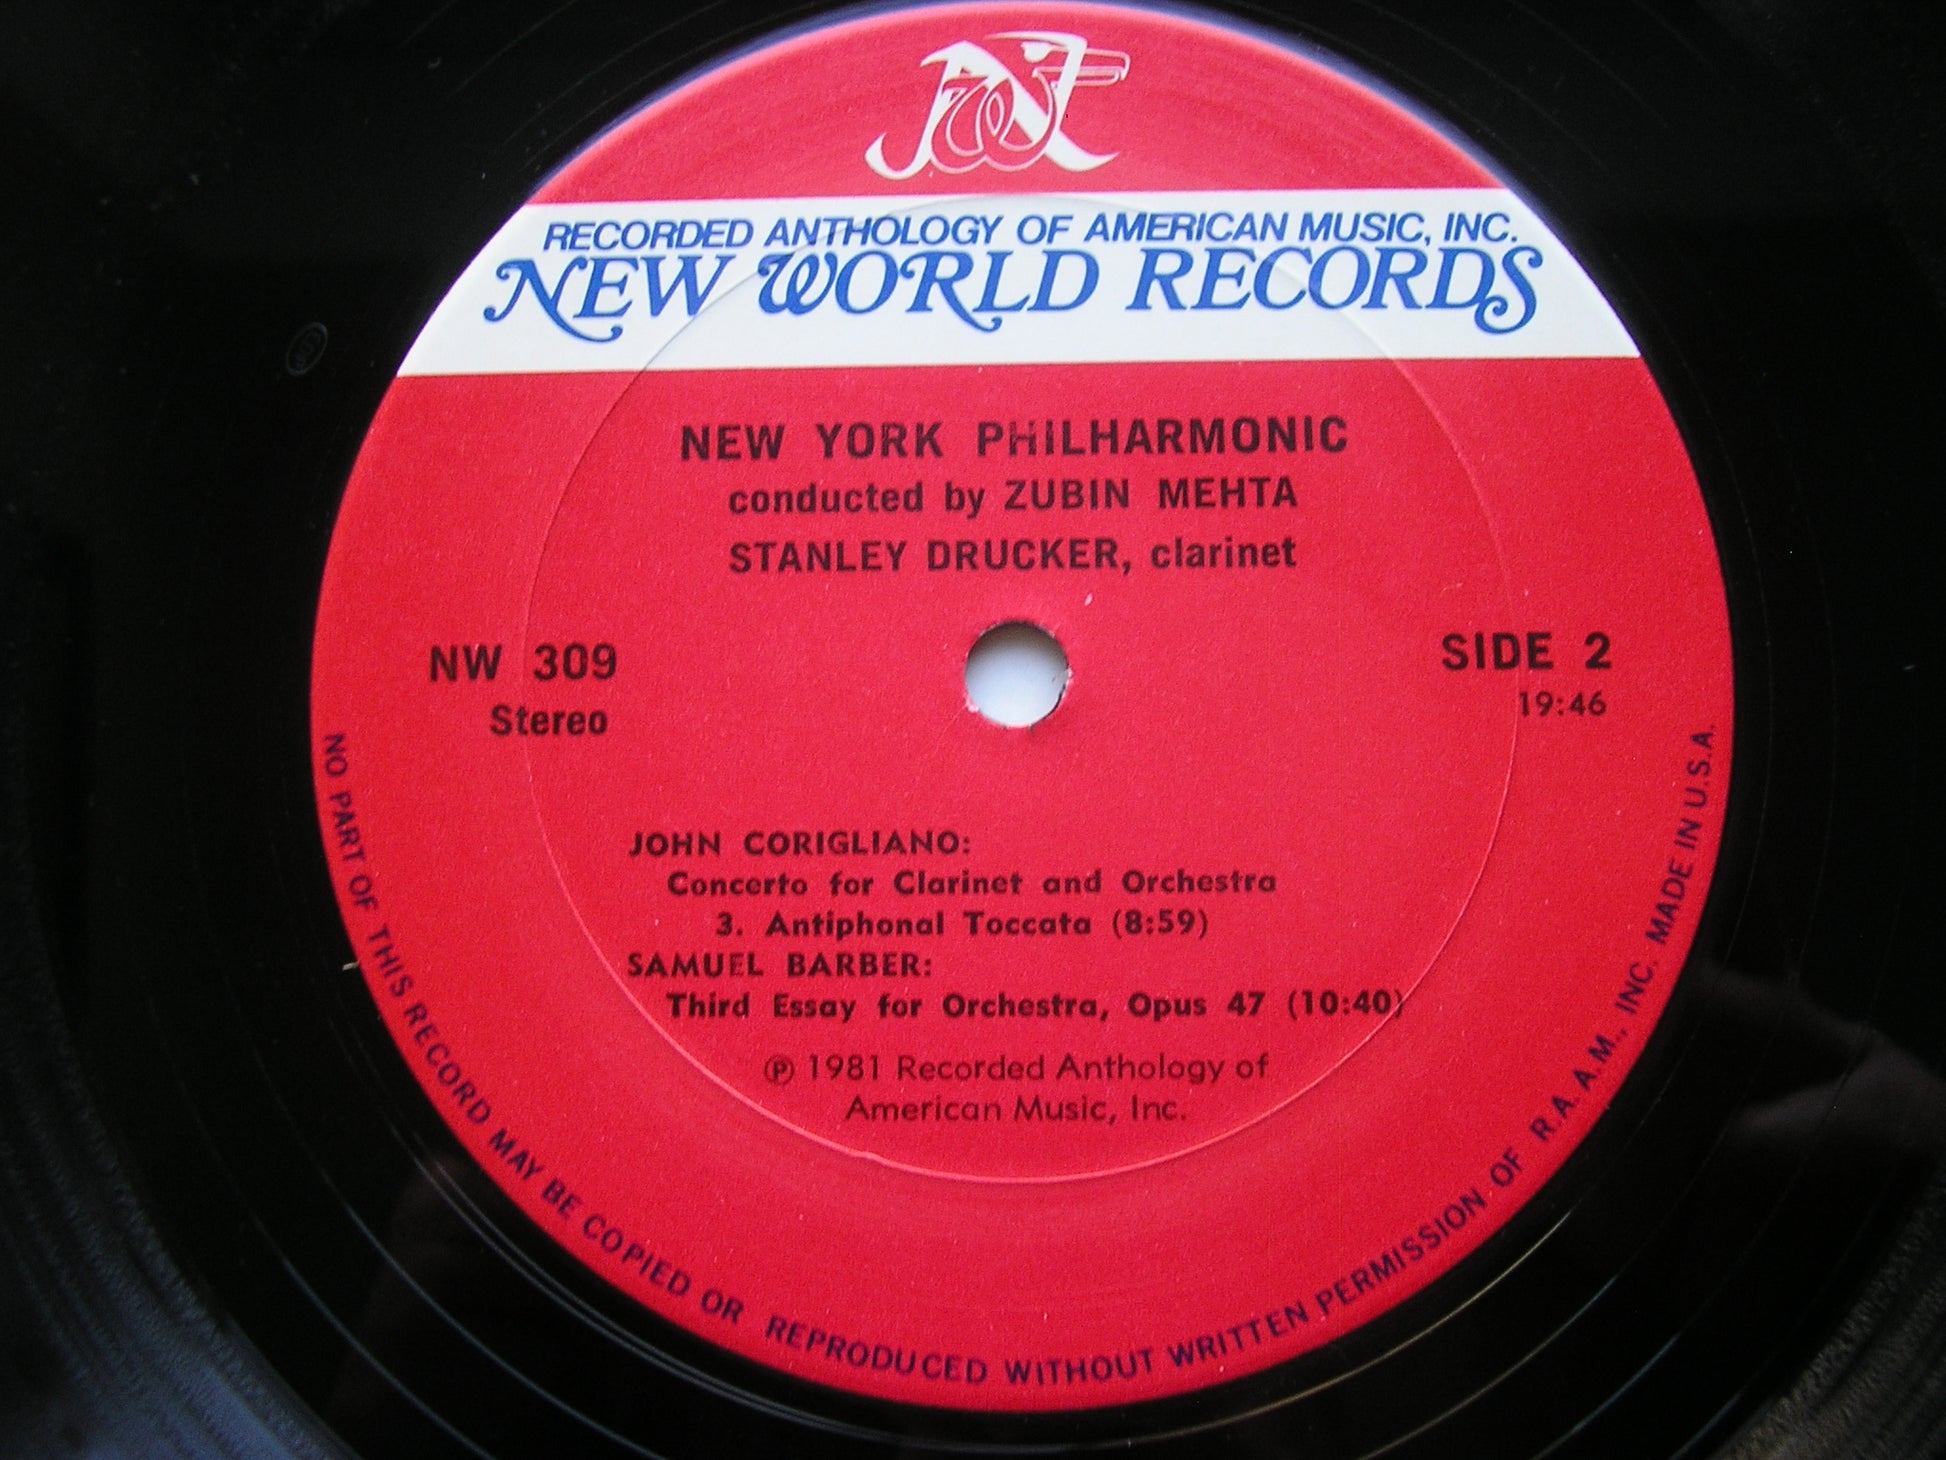 RECORDED ANTHOLOGY OF AMERICAN MUSIC, INC.
NEW WORLD RECORDS
NEW YORK PHILHARMONIC
conducted by ZUBIN MEHTA
STANLEY DRUCKER, clarinet
NW 309
Stereo
SIDE 2
19:46
JOHN CORIGLIANO:
Concerto for Clarinet and Orchestra
3. Antiphonal Toccata (8:59)
SAMUEL BARBER:
Third Essay for Orchestra, Opus 47 (10:40)
℗ 1981 Recorded Anthology of
American Music, Inc.
NO PART OF THIS RECORD MAY BE COPIED OR REPRODUCED WITHOUT WRITTEN PERMISSION OF R.A.A.M., INC. MADE IN U.S.A.